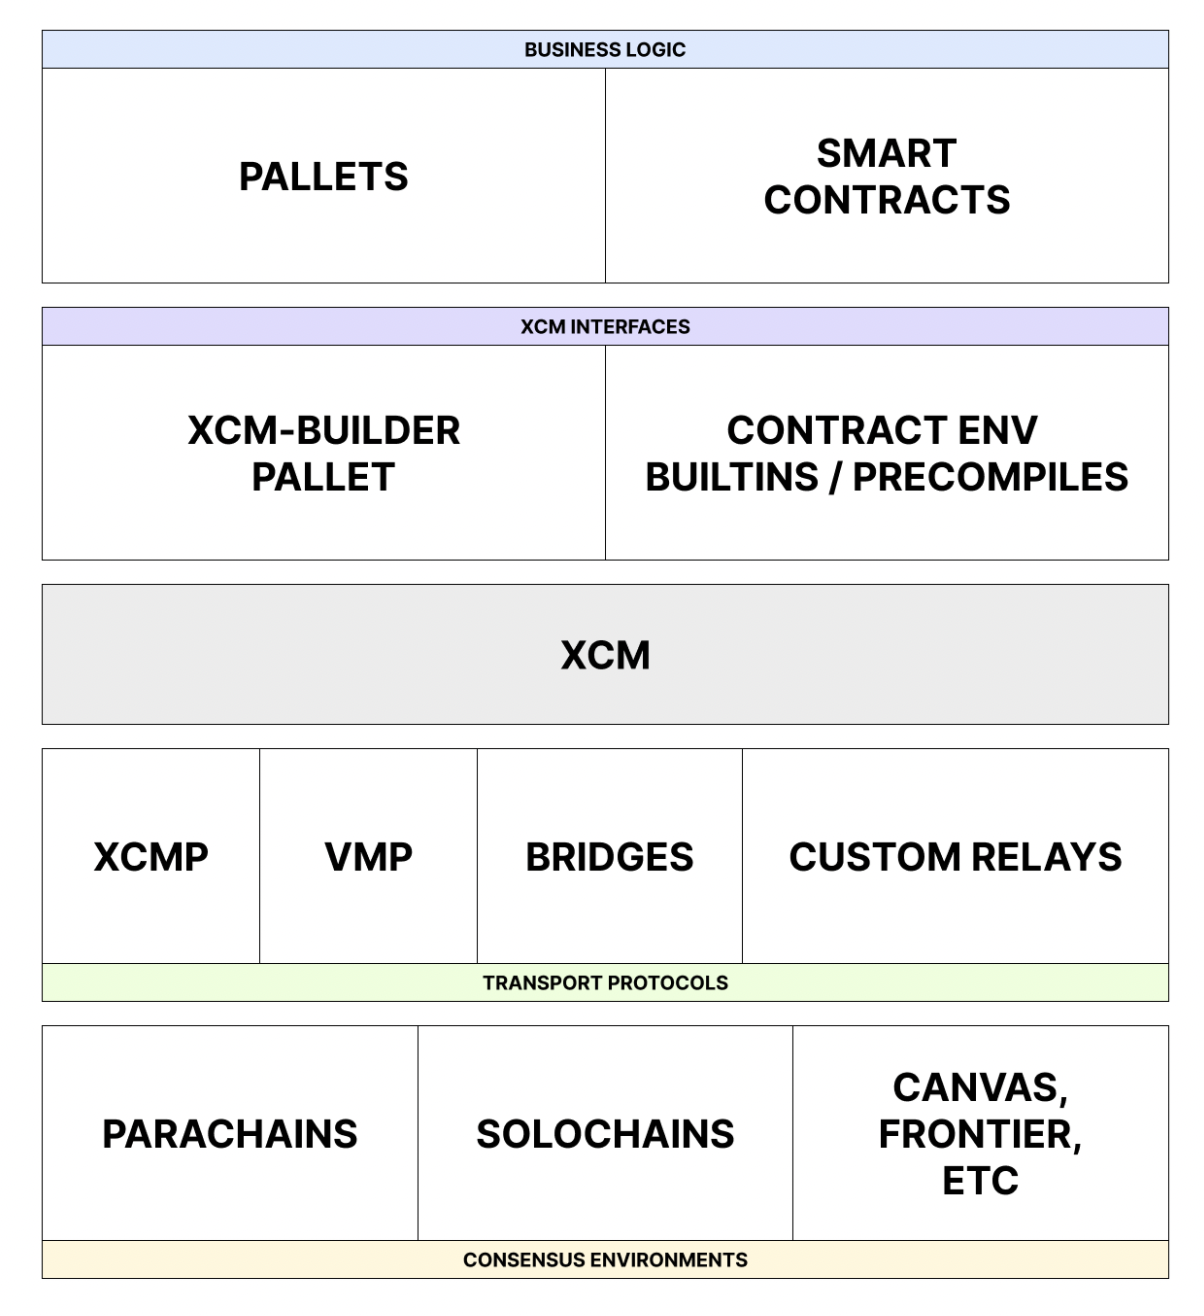 BUSINESS LOGIC
PALLETS
SMART
CONTRACTS
XCM INTERFACES
XCM-BUILDER
PALLET
CONTRACT ENV
BUILTINS / PRECOMPILES
XCM
XCMP
VMP
BRIDGES
CUSTOM RELAYS
TRANSPORT PROTOCOLS
PARACHAINS
SOLOCHAINS
CANVAS,
FRONTIER,
ETC
CONSENSUS ENVIRONMENTS